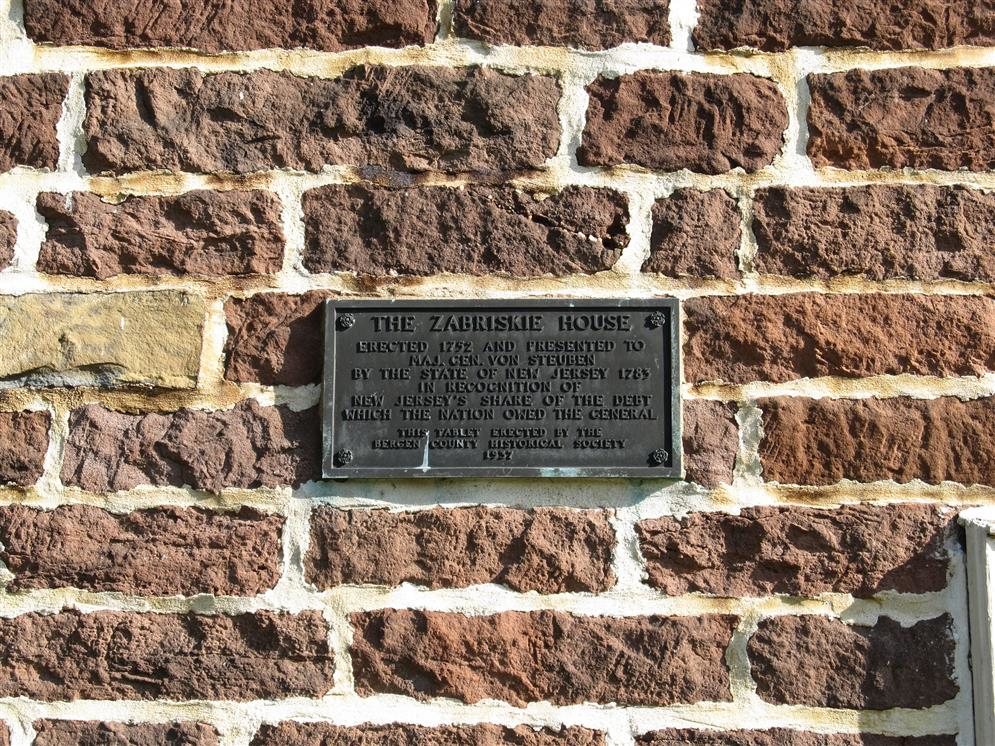 THE ZABRISKIE HOUSE
ERECTED 1752 AND PRESENTED TO
MAJ. GEN. VON STEUBEN
BY THE STATE OF NEW JERSEY 1783
IN RECOGNITION OF
NEW JERSEY'S SHARE OF THE DEBT
WHICH THE NATION OWED THE GENERAL
THIS TABLET ERECTED BY THE
BERGEN COUNTY HISTORICAL SOCIETY
1937